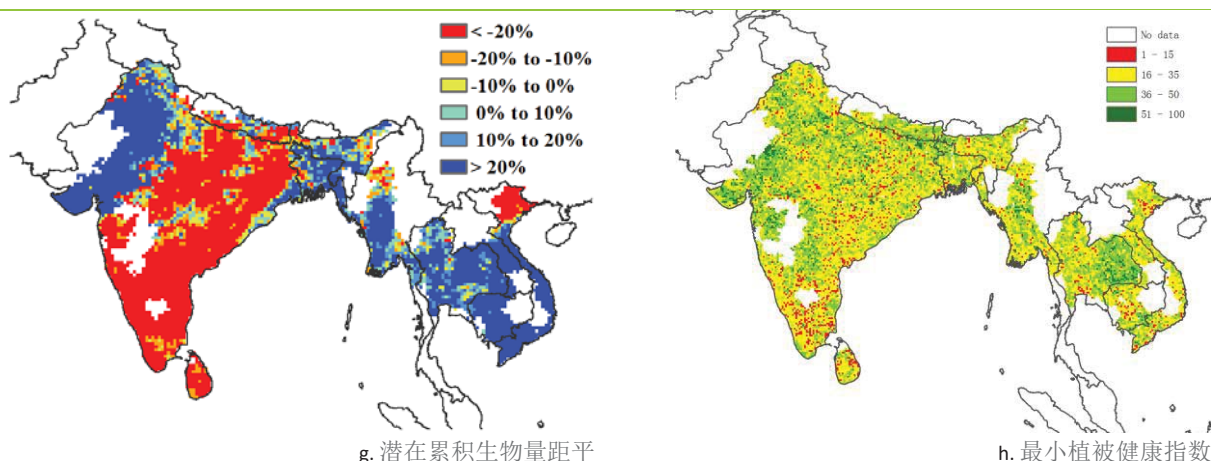 < -20%
-20% to -10%
-10% to 0%
0% to 10%
10% to 20%
> 20%
No data
1 - 15
16 - 35
36 - 50
51 - 100
g. 潜在累积生物量距平
h. 最小植被健康指数